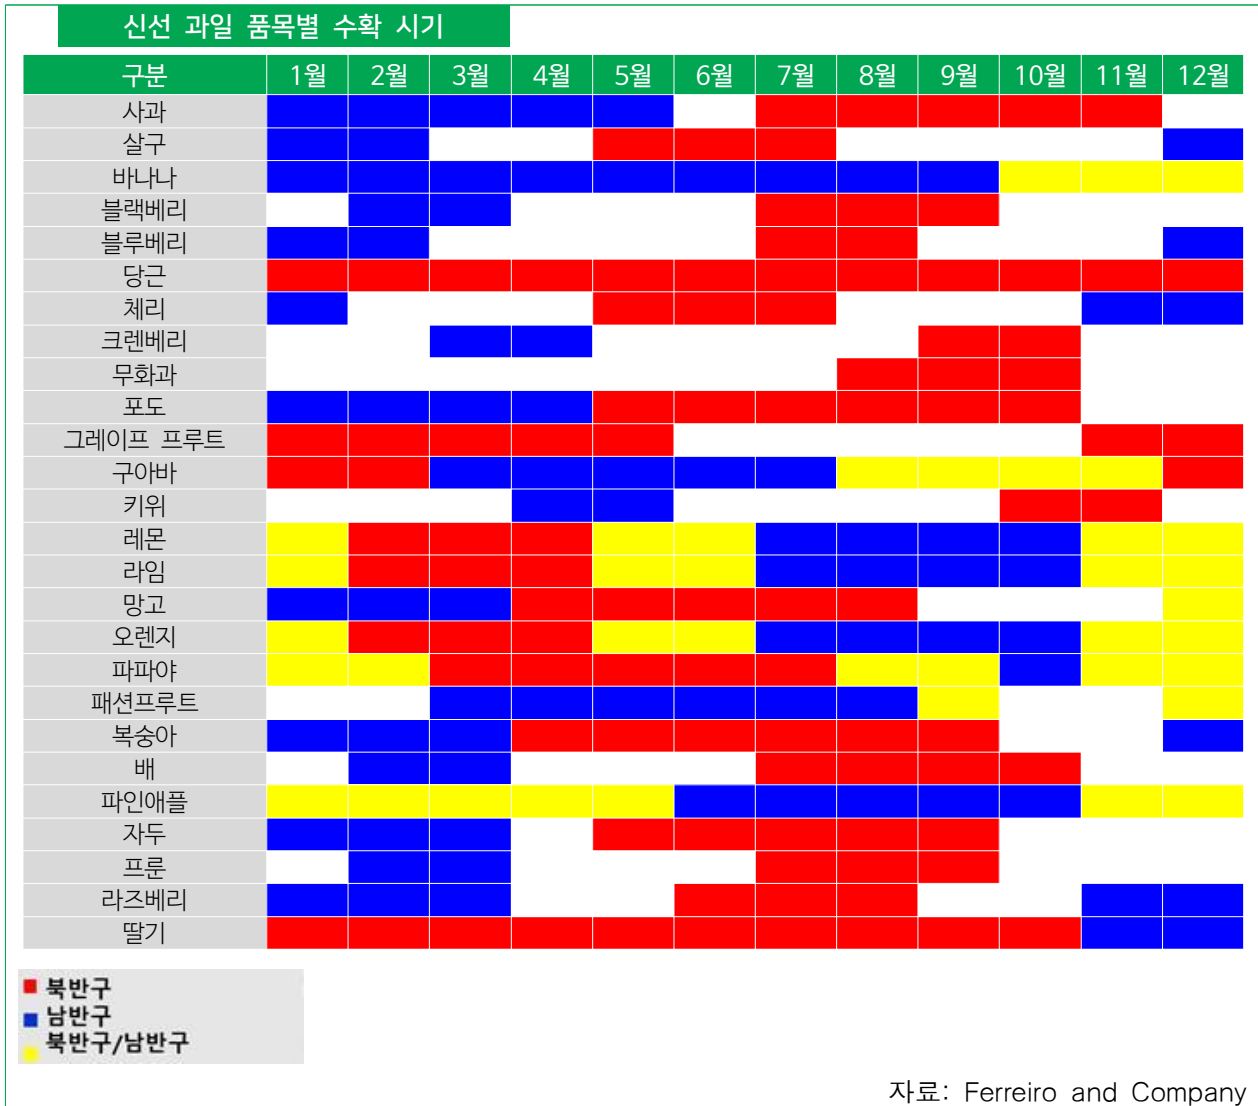 신선 과일 품목별 수확 시기
구분 1월 2월 3월 4월 5월 6월 7월 8월 9월 10월 11월 12월
사과
살구
바나나
블랙베리
블루베리
당근
체리
크렌베리
무화과
포도
그레이프 프루트
구아바
키위
레몬
라임
망고
오렌지
파파야
패션프루트
복숭아
배
파인애플
자두
프룬
라즈베리
딸기
북반구
남반구
북반구/남반구
자료: Ferreiro and Company